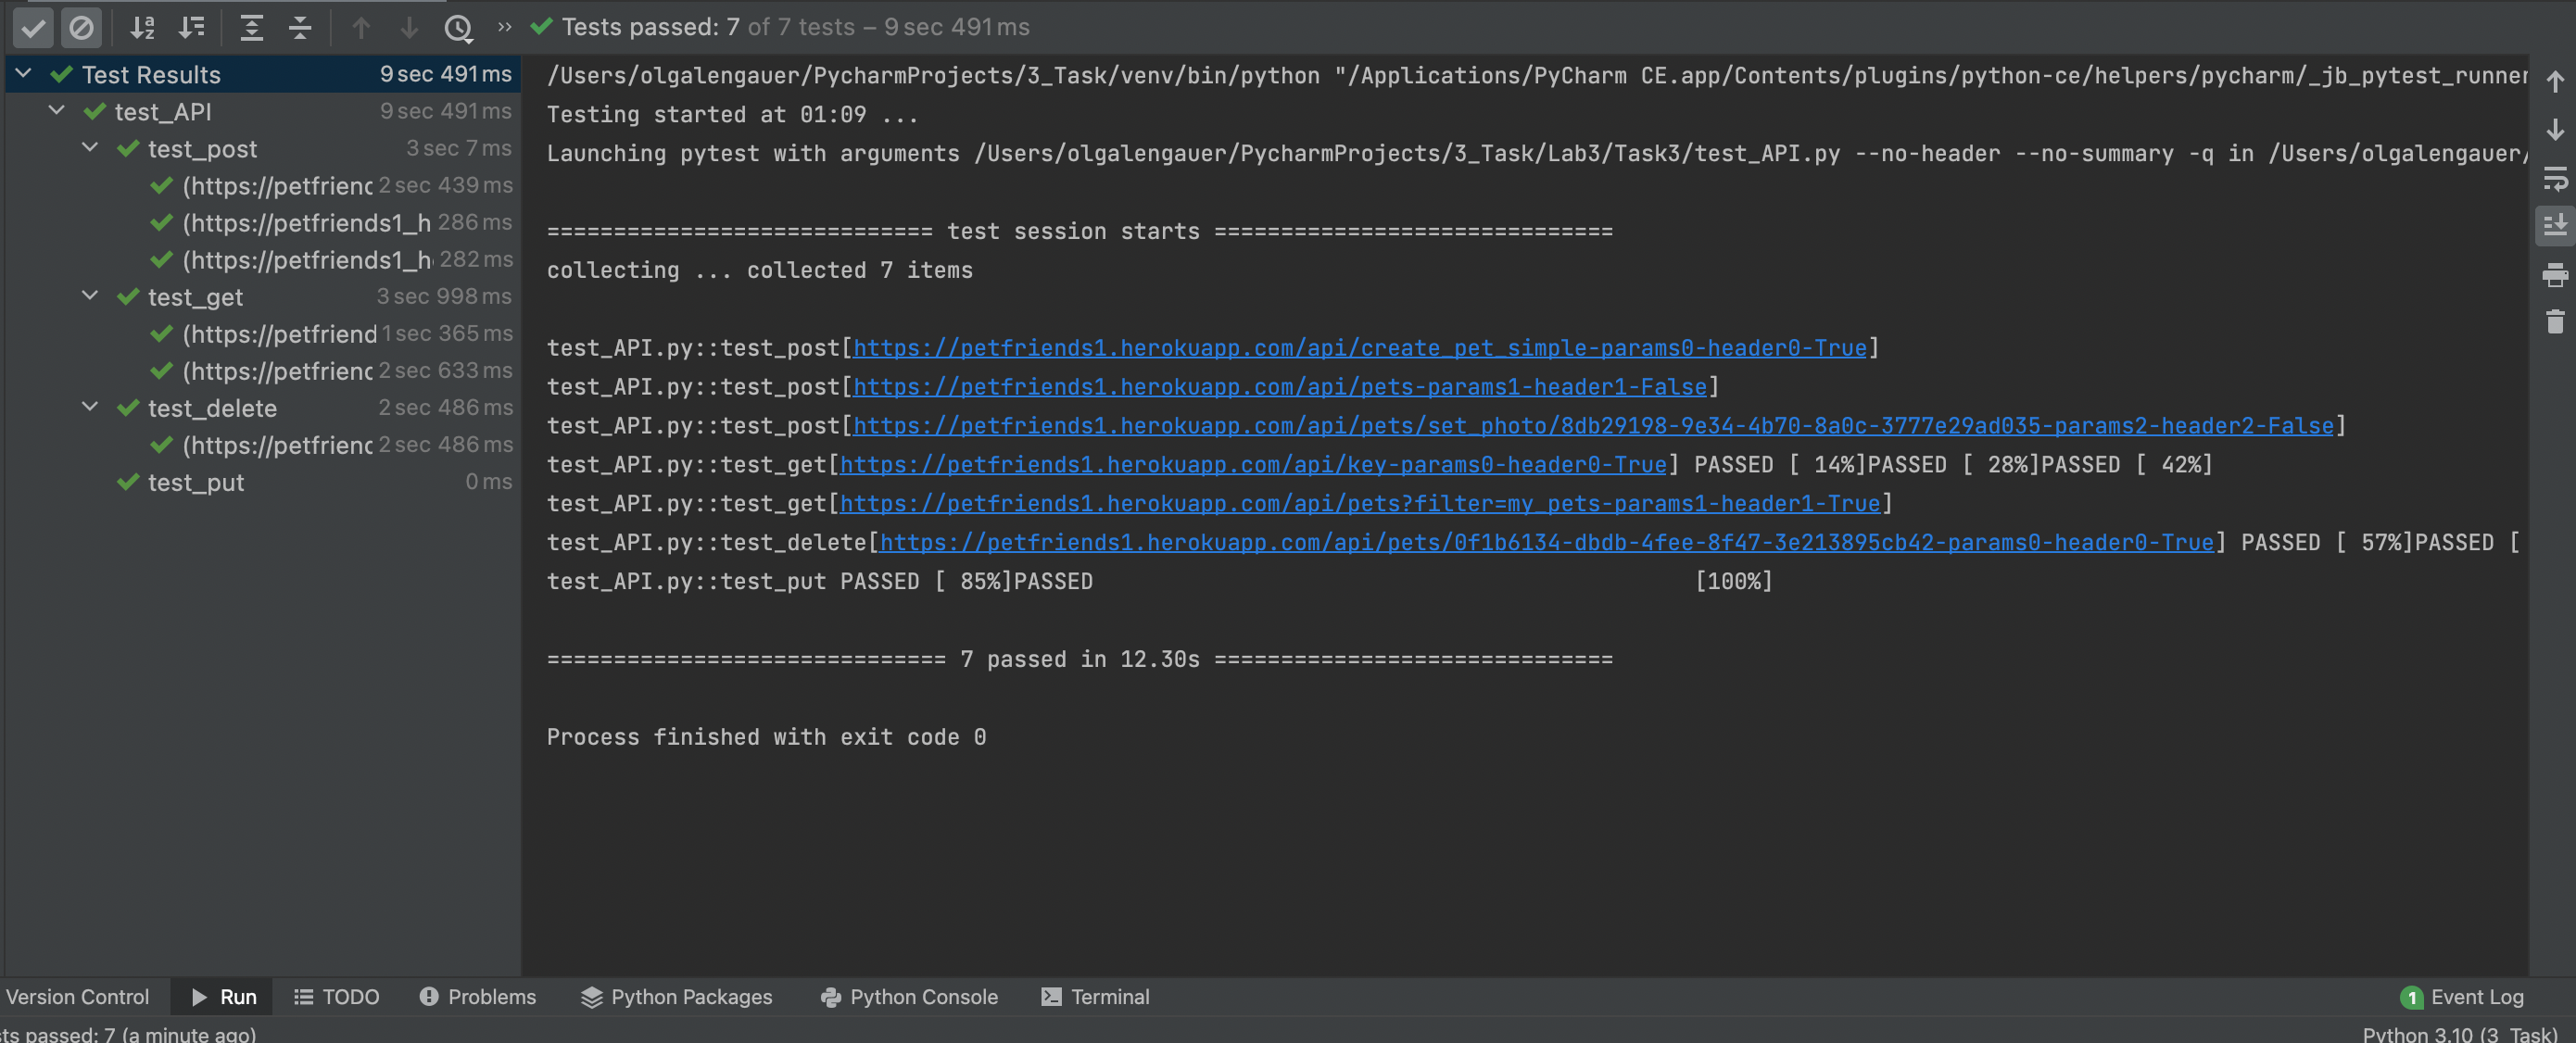 Tests passed: 7 of 7 tests – 9 sec 491 ms
Test Results 9 sec 491 ms
test_API 9 sec 491 ms
test_post 3 sec 7 ms
(https://petfrienc 2 sec 439 ms
(https://petfriends1_h 286 ms
(https://petfriends1_h 282 ms
test_get 3 sec 998 ms
(https://petfriend 1 sec 365 ms
(https://petfrienc 2 sec 633 ms
test_delete 2 sec 486 ms
(https://petfrienc 2 sec 486 ms
test_put 0 ms
/Users/olgalengauer/PycharmProjects/3_Task/venv/bin/python "/Applications/PyCharm CE.app/Contents/plugins/python-ce/helpers/pycharm/_jb_pytest_runner
Testing started at 01:09 ...
Launching pytest with arguments /Users/olgalengauer/PycharmProjects/3_Task/Lab3/Task3/test_API.py --no-header --no-summary -q in /Users/olgalengauer/
============================= test session starts ==============================
collecting ... collected 7 items
test_API.py::test_post[https://petfriends1.herokuapp.com/api/create_pet_simple-params0-header0-True]
test_API.py::test_post[https://petfriends1.herokuapp.com/api/pets-params1-header1-False]
test_API.py::test_post[https://petfriends1.herokuapp.com/api/pets/set_photo/8db29198-9e34-4b70-8a0c-3777e29ad035-params2-header2-False]
test_API.py::test_get[https://petfriends1.herokuapp.com/api/key-params0-header0-True] PASSED [ 14%]PASSED [ 28%]PASSED [ 42%]
test_API.py::test_get[https://petfriends1.herokuapp.com/api/pets?filter=my_pets-params1-header1-True]
test_API.py::test_delete[https://petfriends1.herokuapp.com/api/pets/0f1b6134-dbdb-4fee-8f47-3e213895cb42-params0-header0-True] PASSED [ 57%]PASSED [
test_API.py::test_put PASSED [ 85%]PASSED [100%]
============================== 7 passed in 12.30s ==============================
Process finished with exit code 0
Version Control Run TODO Problems Python Packages Python Console Terminal 1 Event Log
ts passed: 7 (a minute ago) Python 3.10 (3_Task)